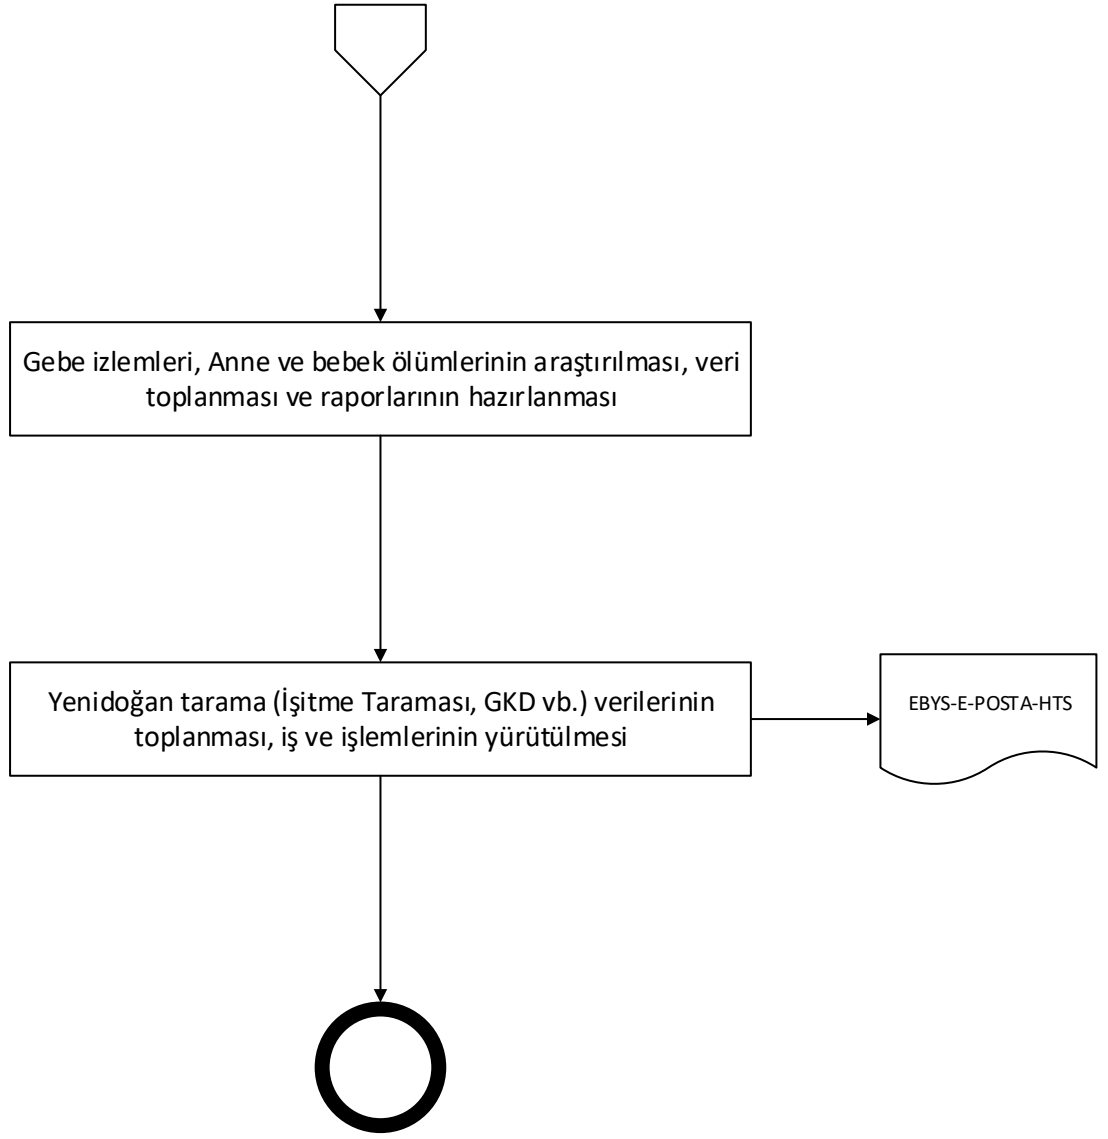 Gebe izlemleri, Anne ve bebek ölümlerinin araştırılması, veri
toplanması ve raporlarının hazırlanması
Yenidoğan tarama (İşitme Taraması, GKD vb.) verilerinin
toplanması, iş ve işlemlerinin yürütülmesi
EBYS-E-POSTA-HTS